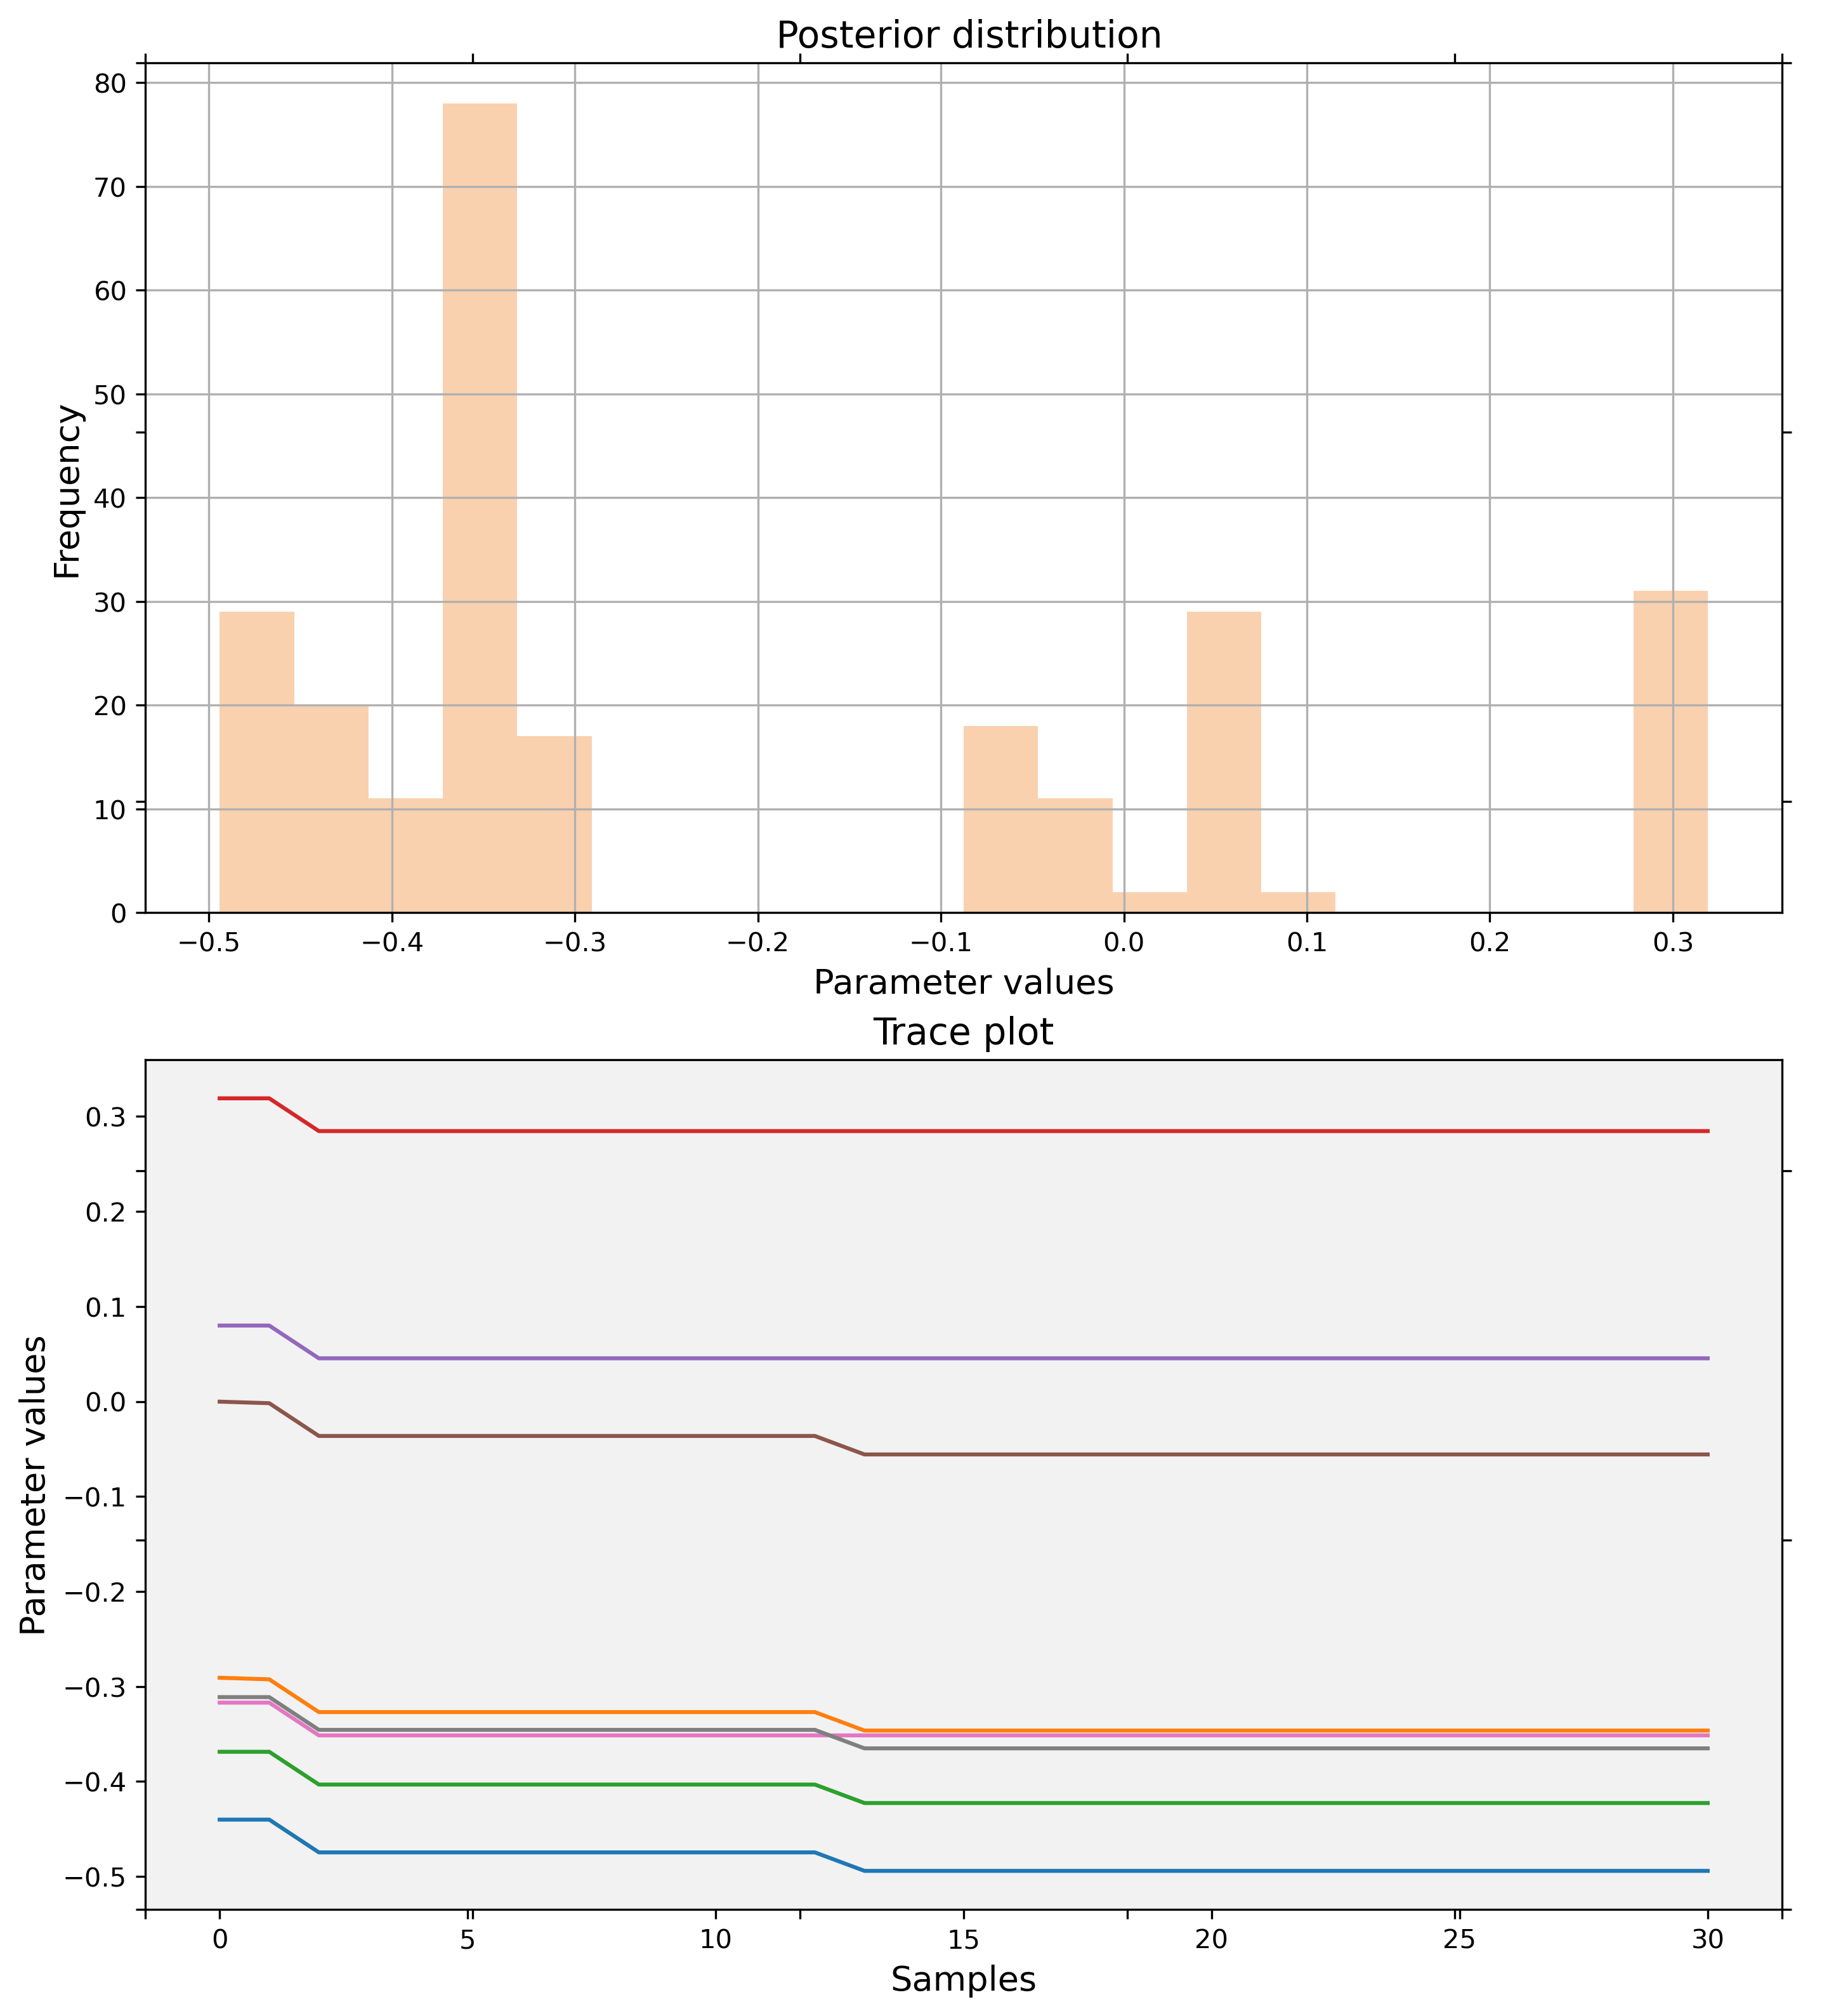 Posterior distribution
80
70
60
50
40
30
20
10
0
Frequency
−0.5 −0.4 −0.3 −0.2 −0.1 0.0 0.1 0.2 0.3
Parameter values
Trace plot
0.3
0.2
0.1
0.0
−0.1
−0.2
−0.3
−0.4
−0.5
Parameter values
0 5 10 15 20 25 30
Samples